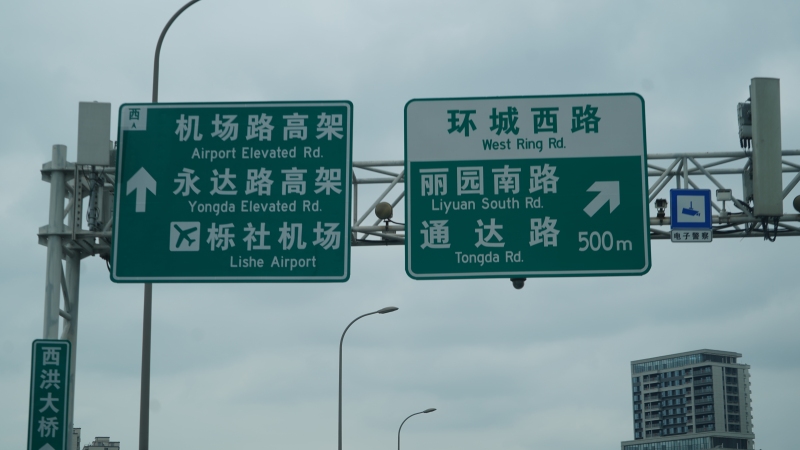 西
机场路高架
Airport Elevated Rd.
永达路高架
Yongda Elevated Rd.
栎社机场
Lishe Airport
环城西路
West Ring Rd.
丽园南路
Liyuan South Rd.
通达路
Tongda Rd.
500m
电子警察
西洪大桥